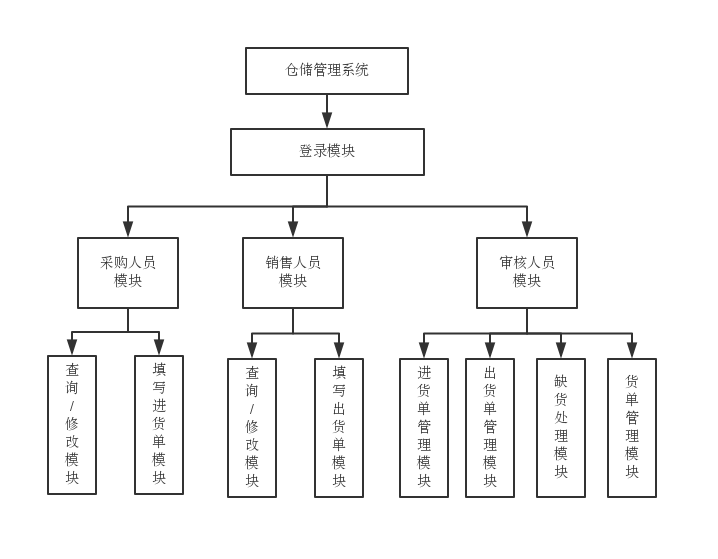 仓储管理系统
登录模块
采购人员
模块
销售人员
模块
审核人员
模块
查询/修改模块
填写进货单模块
查询/修改模块
填写出货单模块
进货单管理模块
出货单管理模块
缺货处理模块
货单管理模块